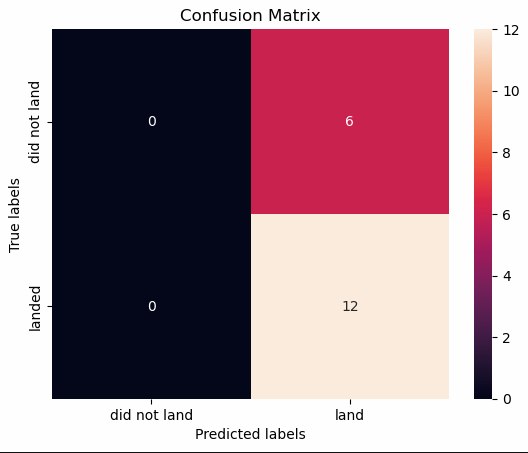 Confusion Matrix
True labels
did not land
landed
0
6
0
12
did not land
land
Predicted labels
12
10
8
6
4
2
0